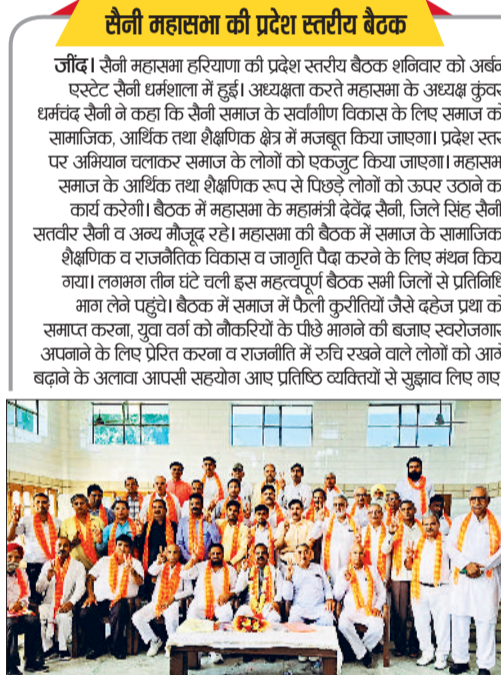 सैनी महासभा की प्रदेश स्तरीय बैठक
जींद। सैनी महासभा हरियाणा की प्रदेश स्तरीय बैठक शनिवार को अर्बन
एस्टेट सैनी धर्मशाला में हुई। अध्यक्षता करते महासभा के अध्यक्ष कुंवर
धर्मचंद सैनी ने कहा कि सैनी समाज के सर्वांगीण विकास के लिए समाज को
सामाजिक, आर्थिक तथा शैक्षणिक क्षेत्र में मजबूत किया जाएगा। प्रदेश स्तर
पर अभियान चलाकर समाज के लोगों को एकजुट किया जाएगा। महासभ
समाज के आर्थिक तथा शैक्षणिक रूप से पिछड़े लोगों को ऊपर उठाने क
कार्य करेगी। बैठक में महासभा के महामंत्री देवेंद्र सैनी, जिले सिंह सैनी
सतवीर सैनी व अन्य मौजूद रहे। महासभा की बैठक में समाज के सामाजिक
शैक्षणिक व राजनैतिक विकास व जागृति पैदा करने के लिए मंथन किय
गया। लगभग तीन घंटे चली इस महत्वपूर्ण बैठक सभी जिलों से प्रतिनिधि
भाग लेने पहुंचे। बैठक में समाज में फैली कुरीतियों जैसे दहेज प्रथा क
समाप्त करना, युवा वर्ग को नौकरियों के पीछे भागने की बजाए स्वरोजगार
अपनाने के लिए प्रेरित करना व राजनीति में रुचि रखने वाले लोगों को आगे
बढ़ाने के अलावा आपसी सहयोग आए प्रतिष्ठि व्यक्तियों से सुझाव लिए गए